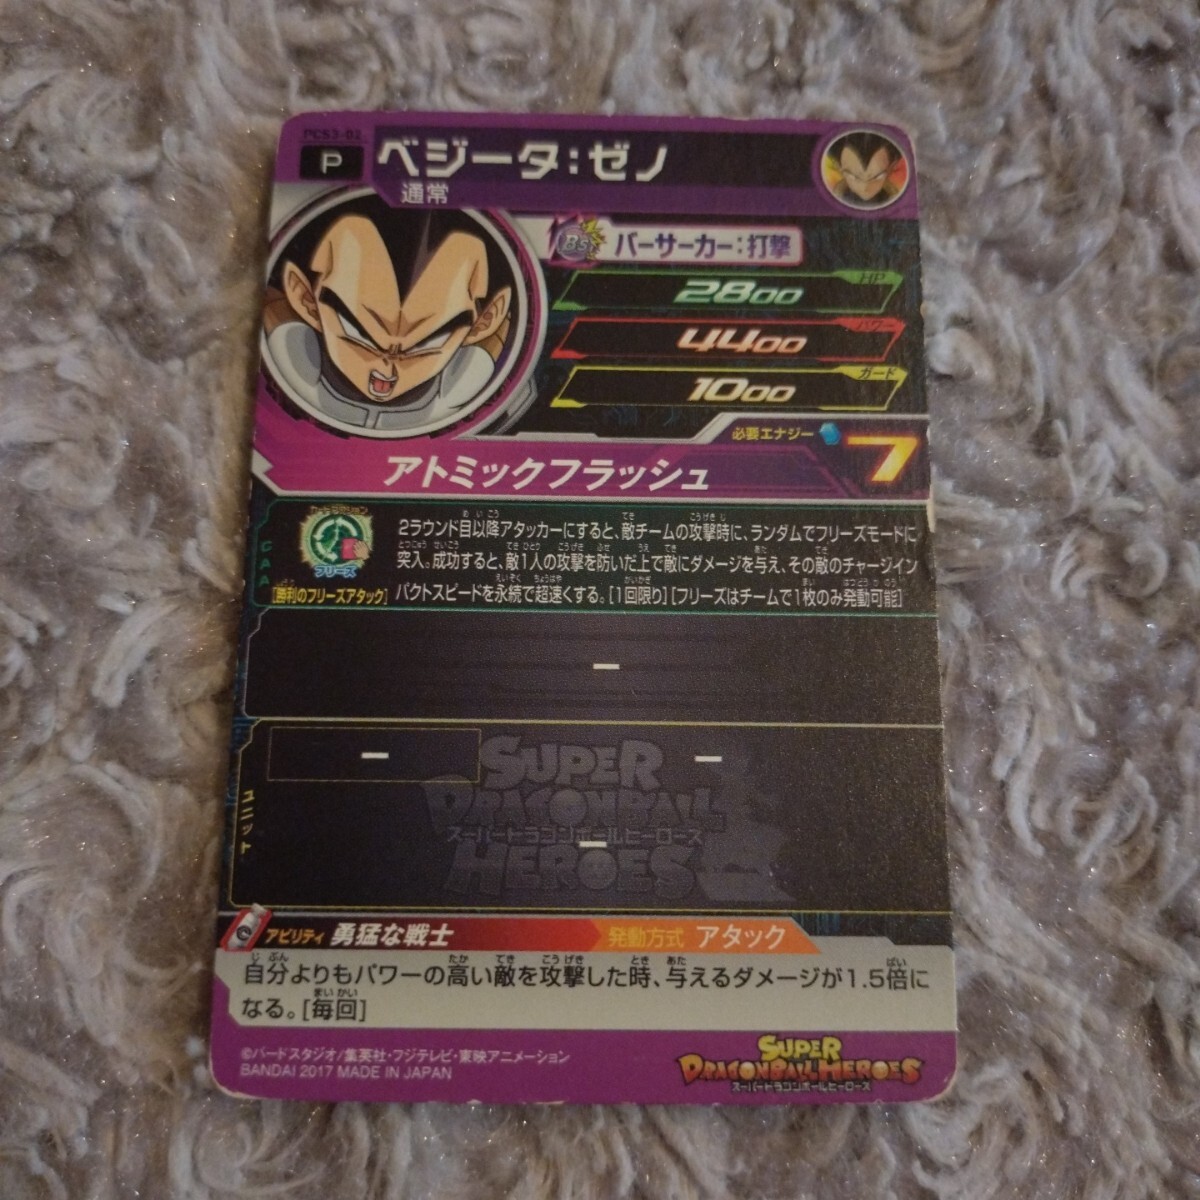 PCS3-02
P
ベジータ:ゼノ
通常
BS バーサーカー:打撃
HP
2800
パワー
4400
ガード
1000
必要エナジー 7
アトミックフラッシュ
CAA
フリーズ
[勝利のフリーズアタック]
2ラウンド目以降アタッカーにすると、敵チームの攻撃時に、ランダムでフリーズモードに
突入。成功すると、敵1人の攻撃を防いだ上で敵にダメージを与え、その敵のチャージイン
パクトスピードを永続で超速くする。[1回限り][フリーズはチームで1枚のみ発動可能]
ー
ユニット
ー
ー
ー
SUPER
DRAGONBALL
スーパードラゴンボールヒーローズ
HEROES
アビリティ 勇猛な戦士 発動方式 アタック
自分よりもパワーの高い敵を攻撃した時、与えるダメージが1.5倍に
なる。[毎回]
©バードスタジオ/集英社・フジテレビ・東映アニメーション
BANDAI 2017 MADE IN JAPAN
SUPER
DRAGONBALL HEROES
スーパードラゴンボールヒーローズ